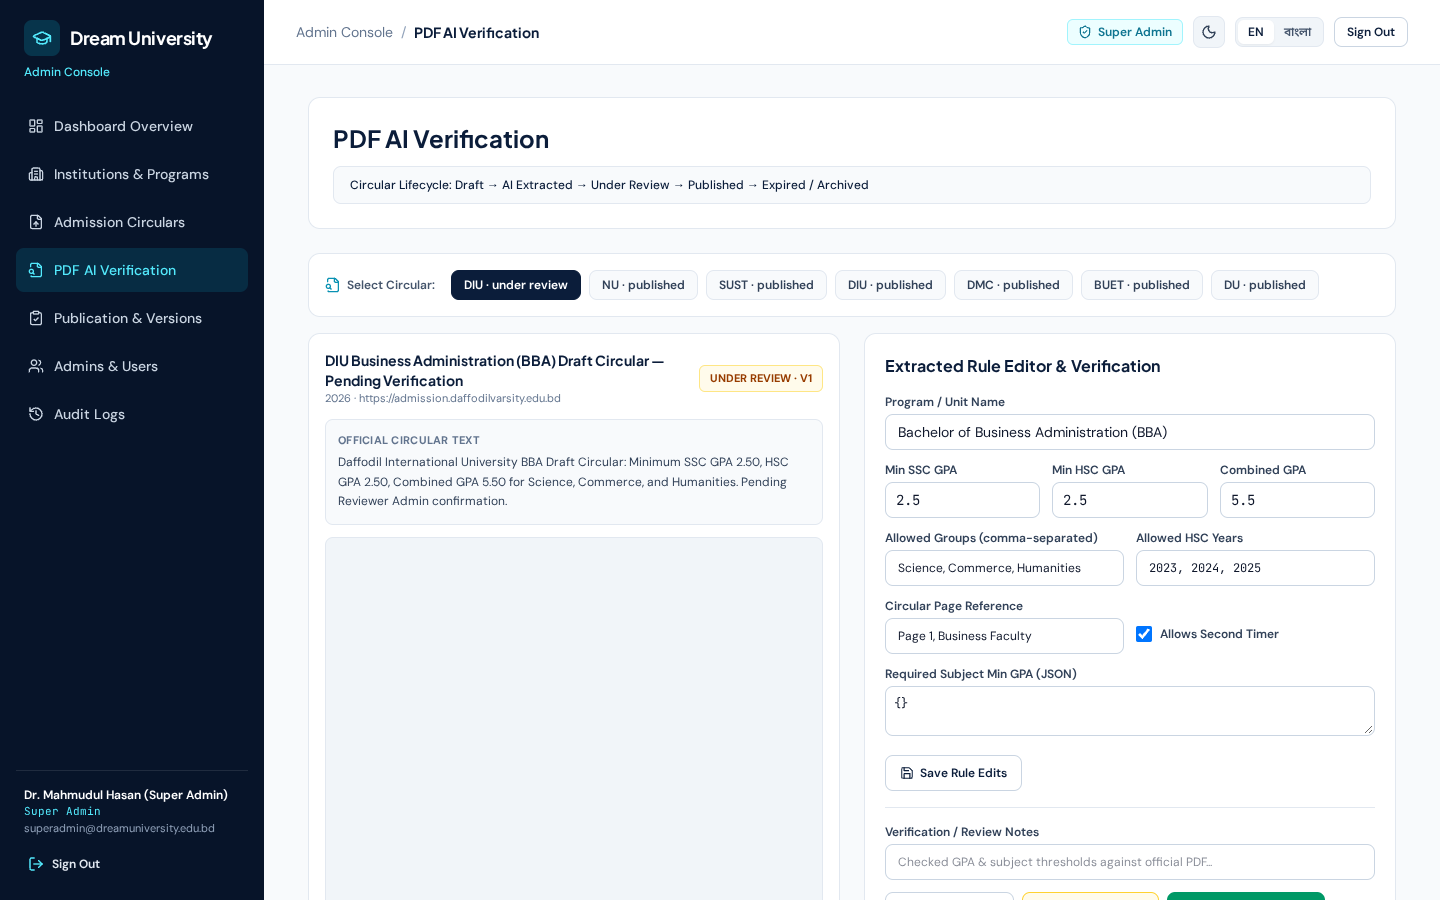 Dream University
Admin Console
Dashboard Overview
Institutions & Programs
Admission Circulars
PDF AI Verification
Publication & Versions
Admins & Users
Audit Logs
Dr. Mahmudul Hasan (Super Admin)
Super Admin
superadmin@dreamuniversity.edu.bd
Sign Out
Admin Console / PDF AI Verification
Super Admin
EN
বাংলা
Sign Out
PDF AI Verification
Circular Lifecycle: Draft → AI Extracted → Under Review → Published → Expired / Archived
Select Circular:
DIU · under review
NU · published
SUST · published
DIU · published
DMC · published
BUET · published
DU · published
DIU Business Administration (BBA) Draft Circular —
Pending Verification
2026 · https://admission.daffodilvarsity.edu.bd
UNDER REVIEW · V1
OFFICIAL CIRCULAR TEXT
Daffodil International University BBA Draft Circular: Minimum SSC GPA 2.50, HSC
GPA 2.50, Combined GPA 5.50 for Science, Commerce, and Humanities. Pending
Reviewer Admin confirmation.
Extracted Rule Editor & Verification
Program / Unit Name
Bachelor of Business Administration (BBA)
Min SSC GPA
Min HSC GPA
Combined GPA
2.5
2.5
5.5
Allowed Groups (comma-separated)
Allowed HSC Years
Science, Commerce, Humanities
2023, 2024, 2025
Circular Page Reference
Page 1, Business Faculty
Allows Second Timer
Required Subject Min GPA (JSON)
{}
Save Rule Edits
Verification / Review Notes
Checked GPA & subject thresholds against official PDF...